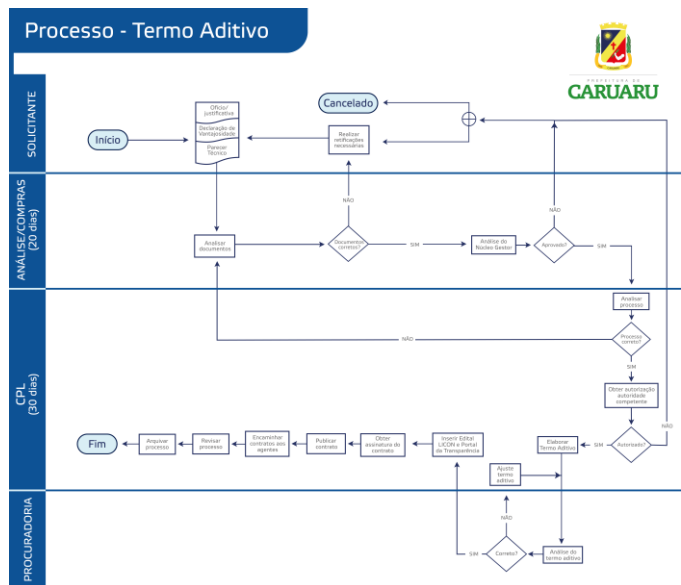 Processo - Termo Aditivo
PREFEITURA DE
CARUARU
SOLICITANTE
Início
Ofício/
Justificativa
Declaração de
Vantajosidade
Parecer
Técnico
Cancelado
Realizar
retificações
necessárias
ANÁLISE/COMPRAS
(20 dias)
Analisar
documentos
NÃO
Documentos
corretos?
SIM
Análise do
Núcleo Gestor
NÃO
Aprovado?
SIM
CPL
(30 dias)
Analisar
processo
NÃO
Processo
correto?
SIM
Obter autorização
autoridade
competente
NÃO
Fim
Arquivar
processo
Revisar
processo
Encaminhar
contratos aos
agentes
Publicar
contrato
Obter
assinatura do
contrato
Inserir Edital
LICON e Portal
da Transparência
Elaborar
Termo Aditivo
SIM
Autorizado?
Ajuste
termo
aditivo
PROCURADORIA
NÃO
SIM
Correto?
Análise do
termo aditivo